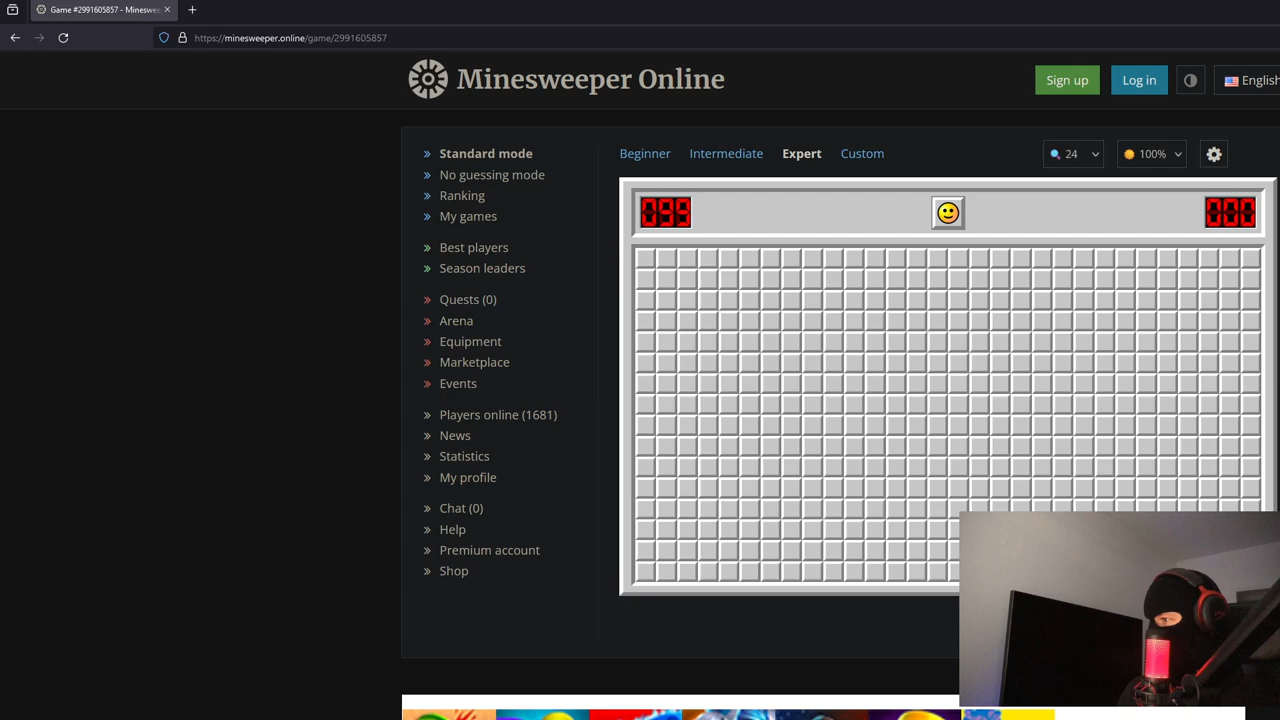 Game #2991605857 - Mineswee
https://minesweeper.online/game/2991605857
Minesweeper Online
Sign up
Log in
English
Standard mode
No guessing mode
Ranking
My games
Best players
Season leaders
Quests (0)
Arena
Equipment
Marketplace
Events
Players online (1681)
News
Statistics
My profile
Chat (0)
Help
Premium account
Shop
Beginner
Intermediate
Expert
Custom
24
100%
099
000